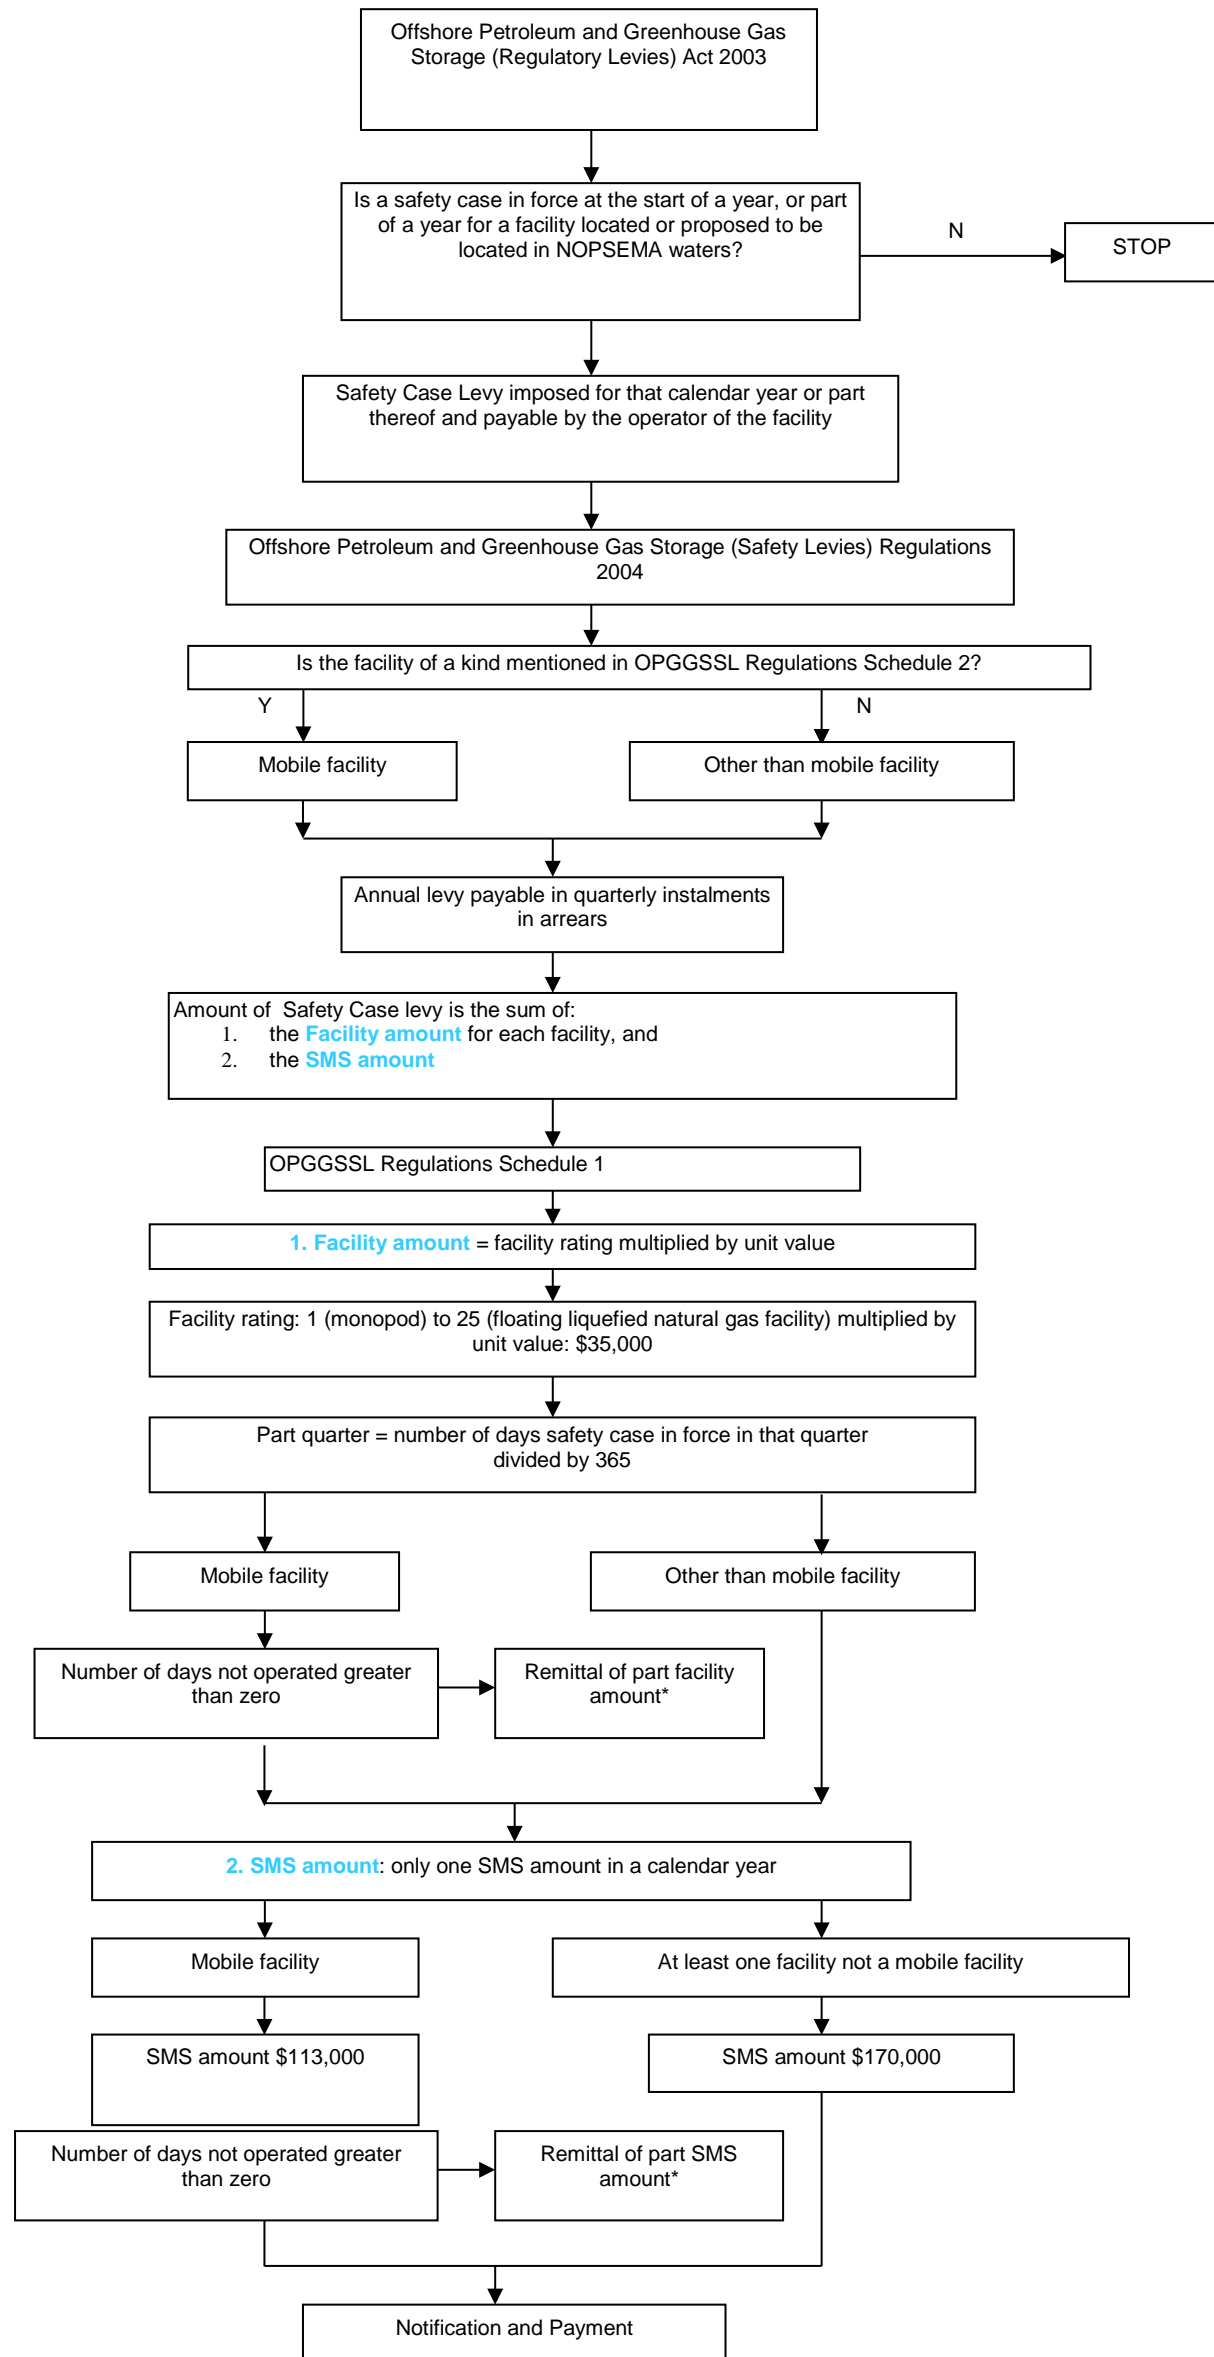 Offshore Petroleum and Greenhouse Gas
Storage (Regulatory Levies) Act 2003
Is a safety case in force at the start of a year, or part
of a year for a facility located or proposed to be
located in NOPSEMA waters?
N
STOP
Safety Case Levy imposed for that calendar year or part
thereof and payable by the operator of the facility
Offshore Petroleum and Greenhouse Gas Storage (Safety Levies) Regulations
2004
Is the facility of a kind mentioned in OPGGSSL Regulations Schedule 2?
Y
N
Mobile facility
Other than mobile facility
Annual levy payable in quarterly instalments
in arrears
Amount of Safety Case levy is the sum of:
1. the Facility amount for each facility, and
2. the SMS amount
OPGGSSL Regulations Schedule 1
1. Facility amount = facility rating multiplied by unit value
Facility rating: 1 (monopod) to 25 (floating liquefied natural gas facility) multiplied by
unit value: $35,000
Part quarter = number of days safety case in force in that quarter
divided by 365
Mobile facility
Other than mobile facility
Number of days not operated greater
than zero
Remittal of part facility
amount*
2. SMS amount: only one SMS amount in a calendar year
Mobile facility
At least one facility not a mobile facility
SMS amount $113,000
SMS amount $170,000
Number of days not operated greater
than zero
Remittal of part SMS
amount*
Notification and Payment